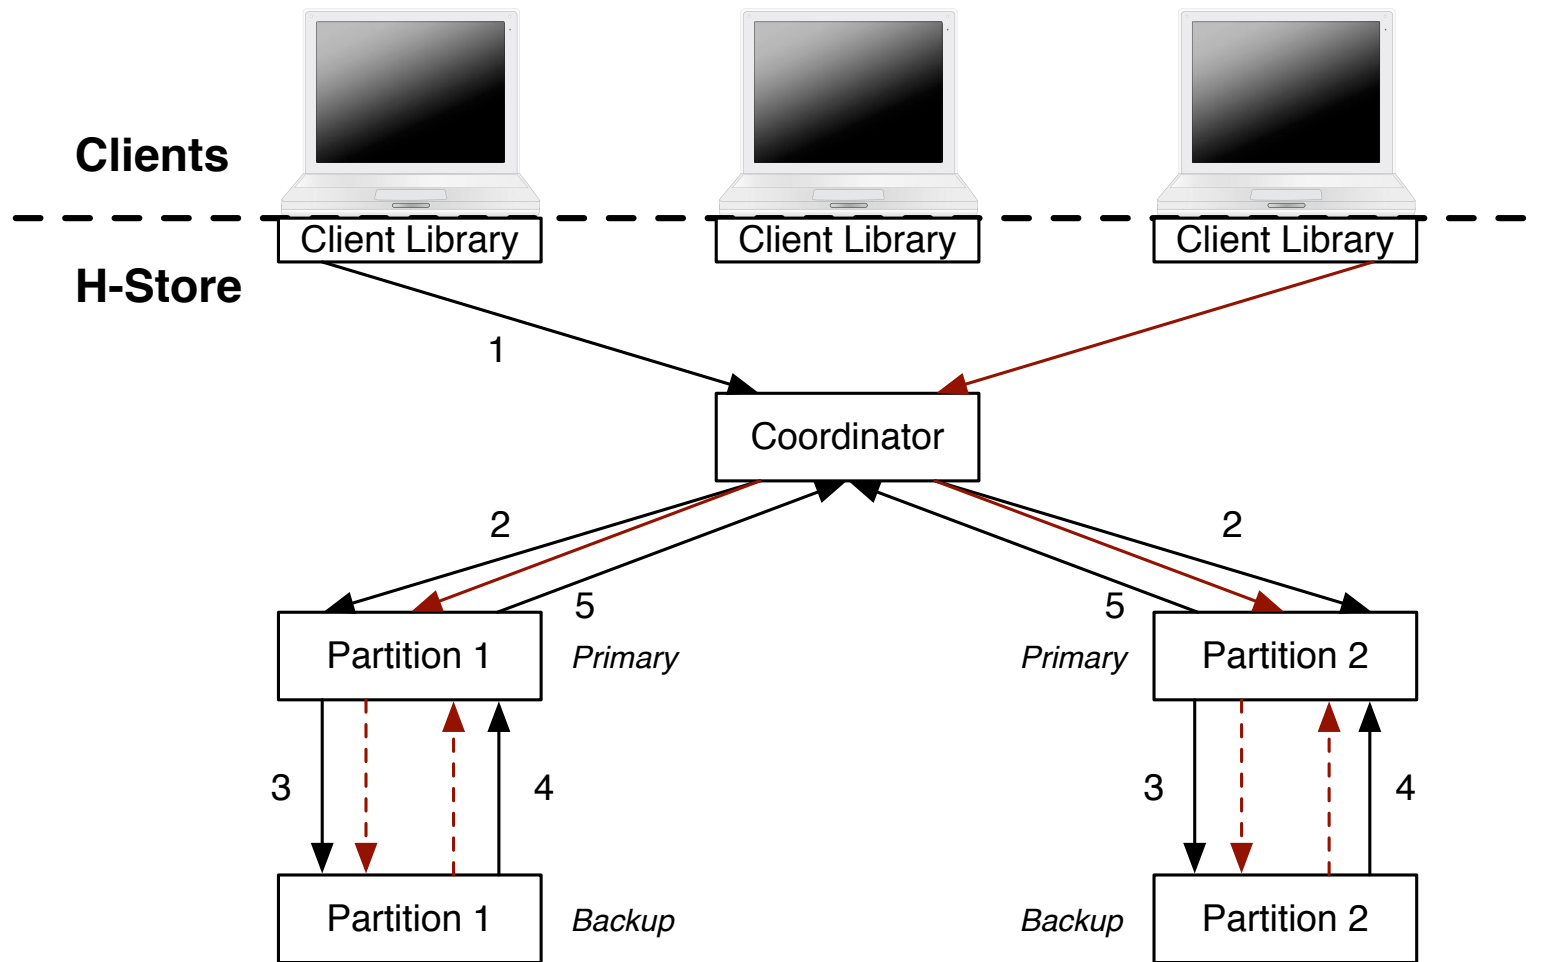 Clients
Client Library
Client Library
Client Library
H-Store
1
Coordinator
2
2
5
5
Partition 1
Primary
Primary
Partition 2
3
4
3
4
Partition 1
Backup
Backup
Partition 2